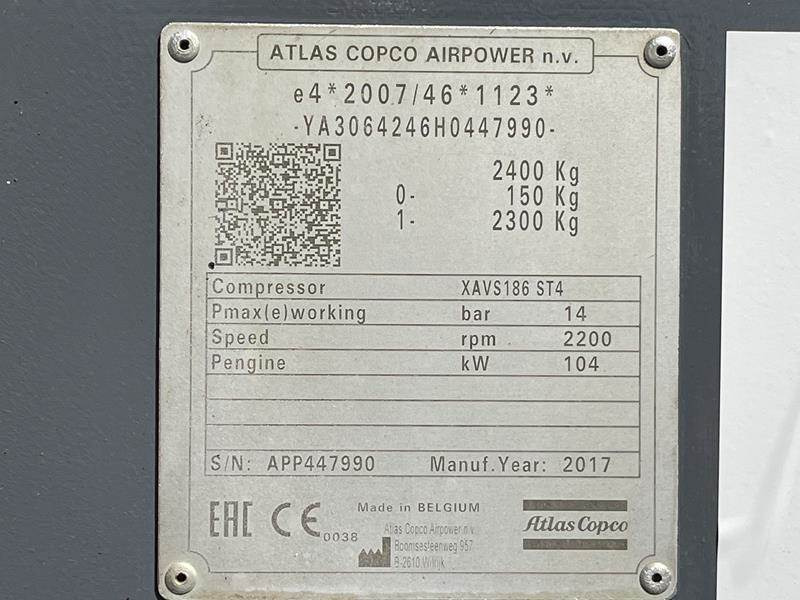 ATLAS COPCO AIRPOWER n.v.
e4*2007/46*1123*
-YA3064246H0447990-
2400 Kg
0- 150 Kg
1- 2300 Kg
Compressor XAVS186 ST4
Pmax(e)working bar 14
Speed rpm 2200
Pengine kW 104
S/N: APP447990 Manuf.Year: 2017
EAC CE 0038
Made in BELGIUM
Atlas Copco Airpower n.v.
Boomsesteenweg 957
B-2610 Wilrijk
Atlas Copco